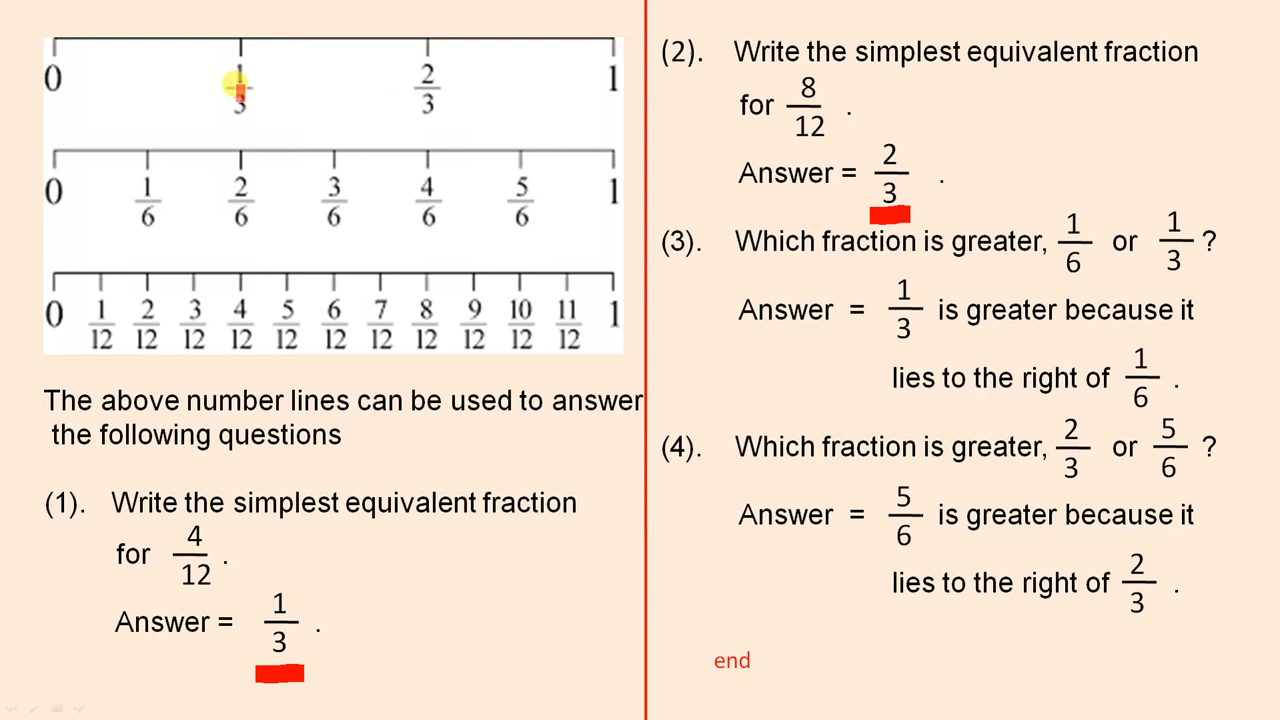 0 1/3 2/3 1
0 1/6 2/6 3/6 4/6 5/6 1
0 1/12 2/12 3/12 4/12 5/12 6/12 7/12 8/12 9/12 10/12 11/12 1
The above number lines can be used to answer
the following questions
(1). Write the simplest equivalent fraction
for 4/12 .
Answer = 1/3 .
(2). Write the simplest equivalent fraction
for 8/12 .
Answer = 2/3 .
(3). Which fraction is greater, 1/6 or 1/3 ?
Answer = 1/3 is greater because it
lies to the right of 1/6 .
(4). Which fraction is greater, 2/3 or 5/6 ?
Answer = 5/6 is greater because it
lies to the right of 2/3 .
end